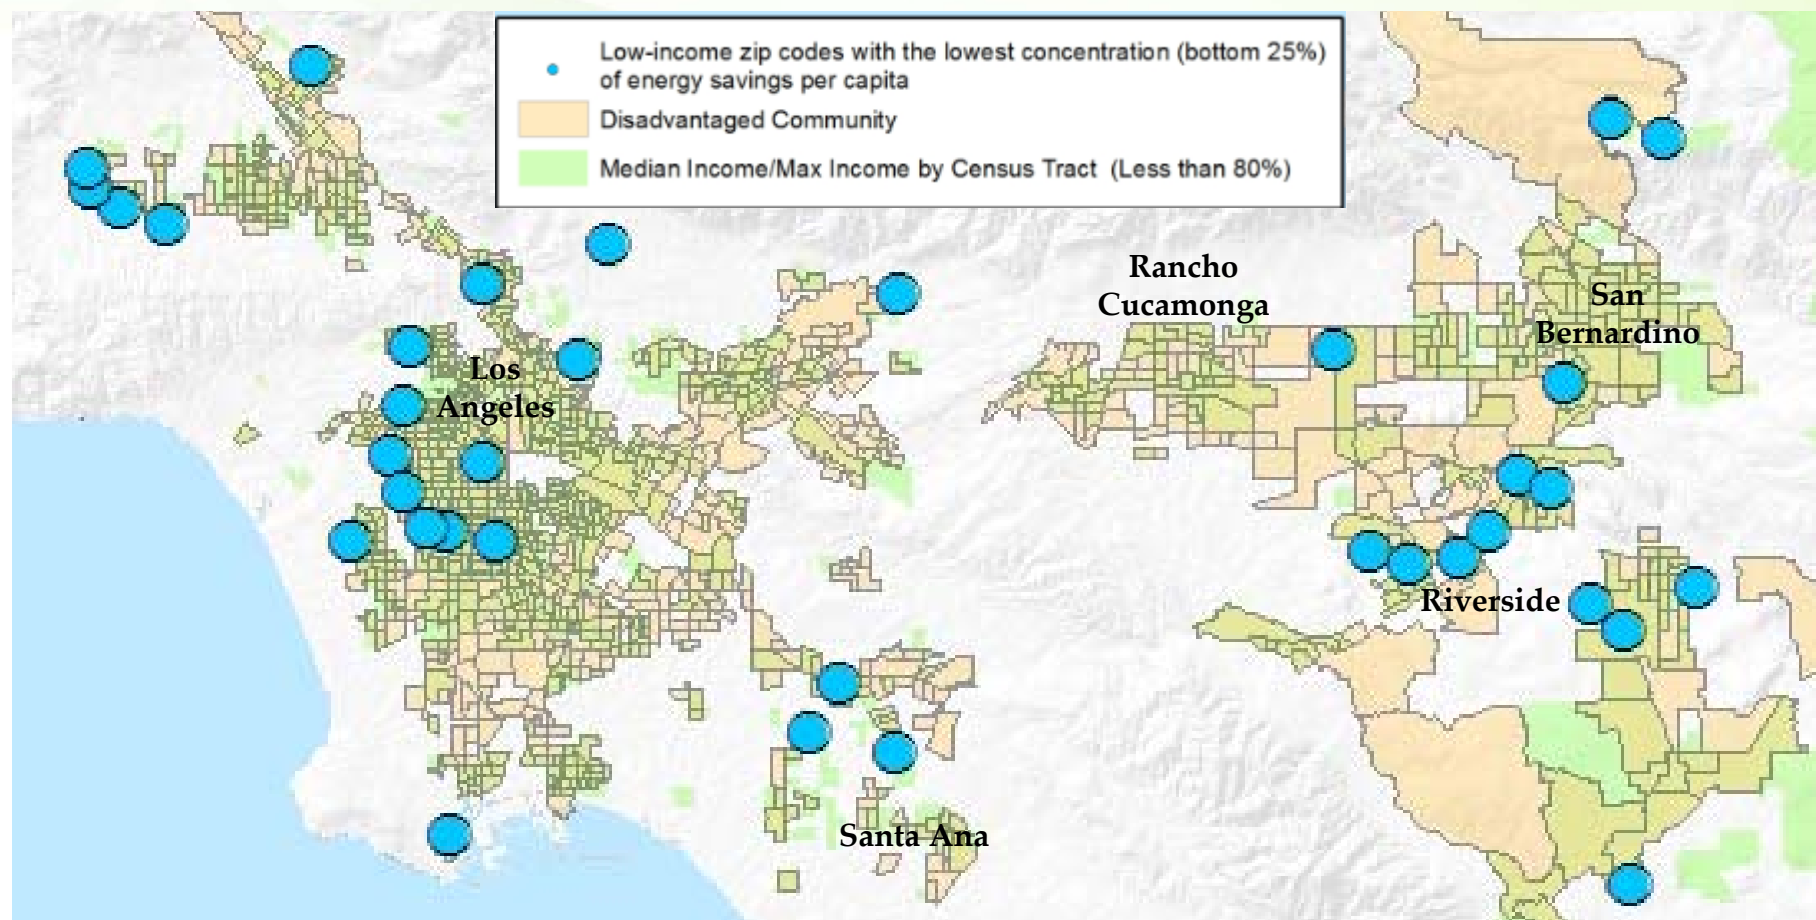 Low-income zip codes with the lowest concentration (bottom 25%)
of energy savings per capita
Disadvantaged Community
Median Income/Max Income by Census Tract (Less than 80%)
Rancho
Cucamonga
San
Bernardino
Los
Angeles
Riverside
Santa Ana